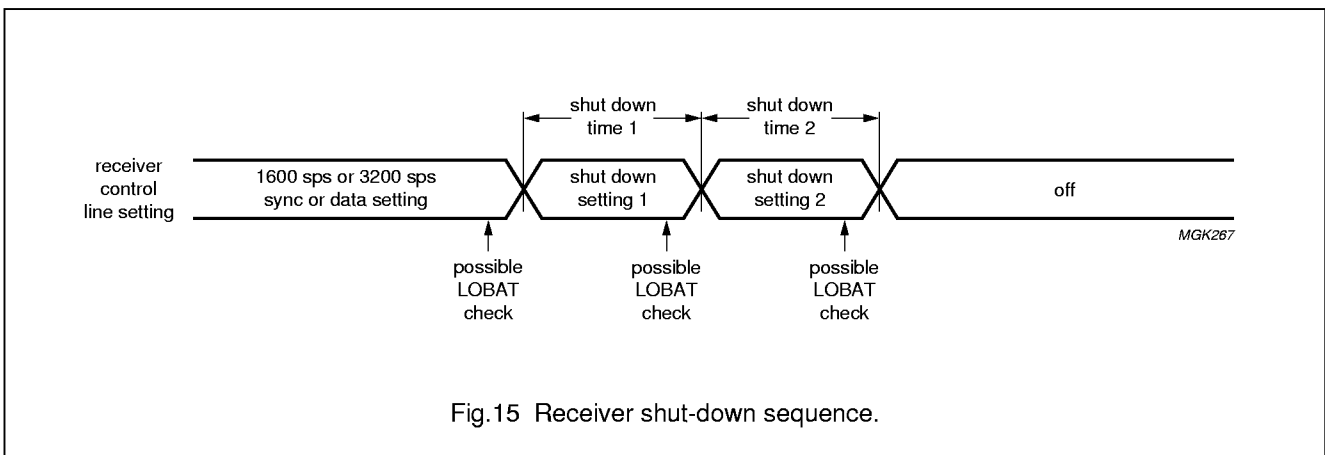 shut down
time 1
shut down
time 2
receiver
control
line setting
1600 sps or 3200 sps
sync or data setting
shut down
setting 1
shut down
setting 2
off
MGK267
possible
LOBAT
check
possible
LOBAT
check
possible
LOBAT
check
Fig.15 Receiver shut-down sequence.